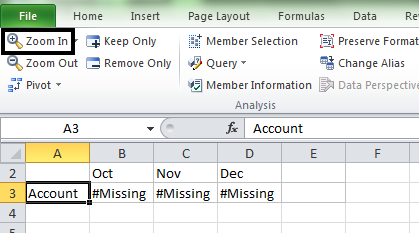 File Home Insert Page Layout Formulas Data
Zoom In Keep Only Member Selection Preserve Format
Zoom Out Remove Only Query Change Alias
Pivot Member Information Data Perspective
Analysis
A3 fx Account
A B C D E F
2 Oct Nov Dec
3 Account #Missing #Missing #Missing